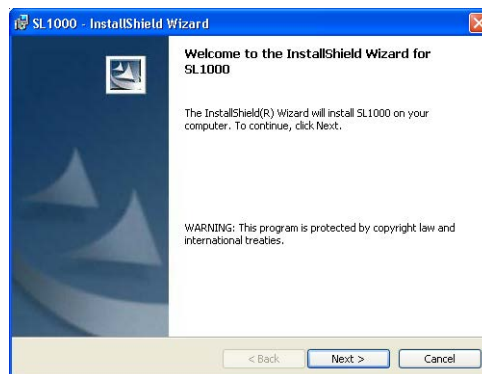 SL1000 - InstallShield Wizard
Welcome to the InstallShield Wizard for
SL1000
The InstallShield(R) Wizard will install SL1000 on your
computer. To continue, click Next.
WARNING: This program is protected by copyright law and
international treaties.
< Back
Next >
Cancel